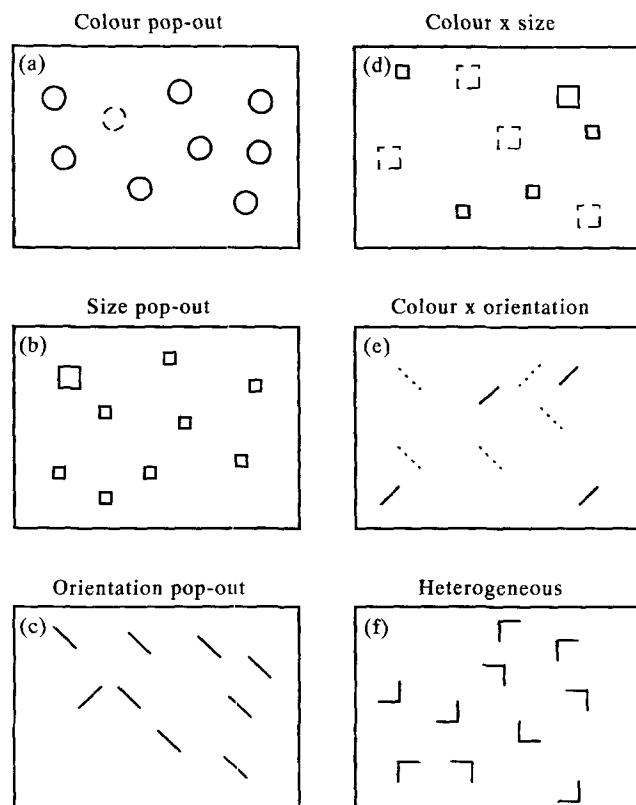 Colour pop-out
(a)
Colour x size
(d)
Size pop-out
(b)
Colour x orientation
(e)
Orientation pop-out
(c)
Heterogeneous
(f)